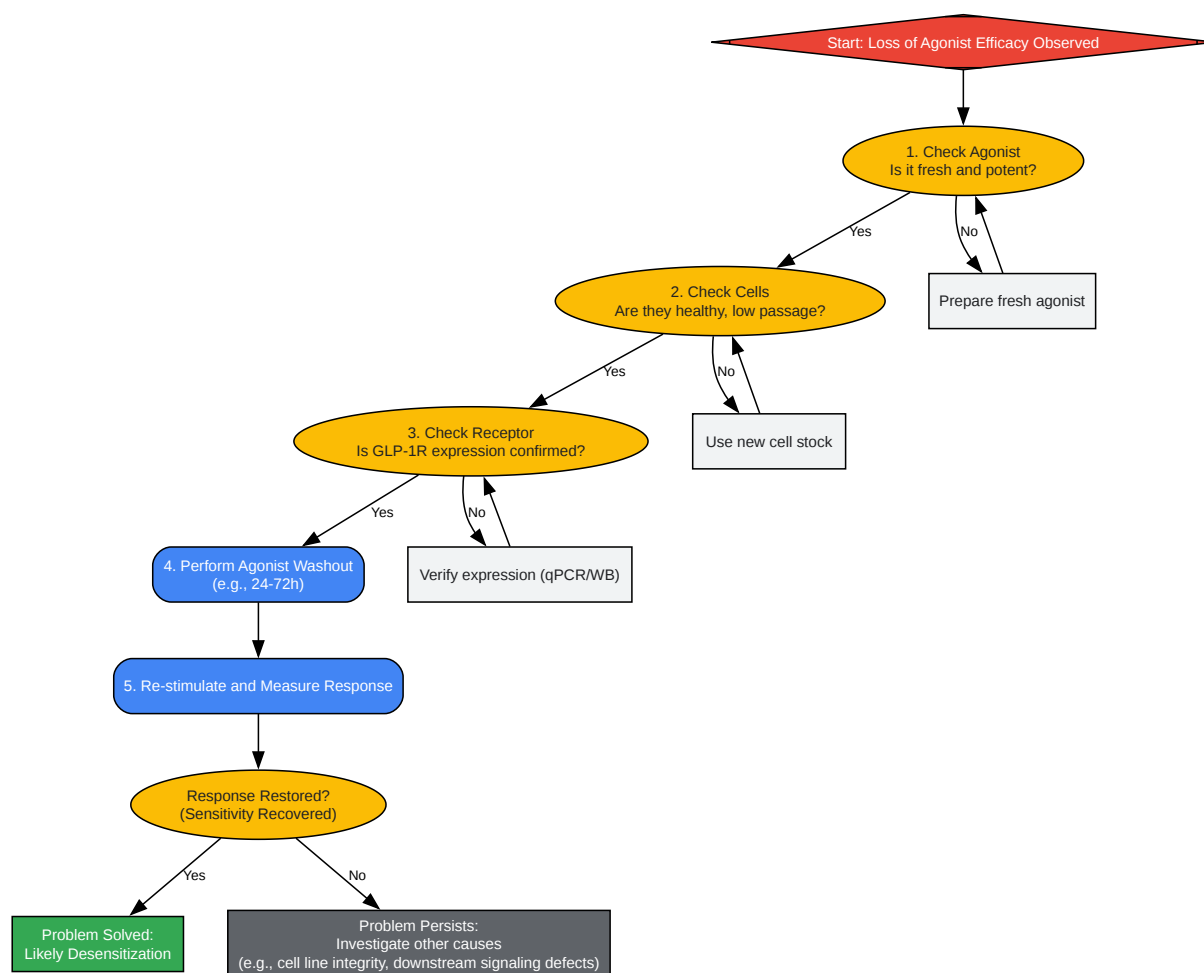 Start: Loss of Agonist Efficacy Observed
1. Check Agonist
Is it fresh and potent?
Yes
No
Prepare fresh agonist
2. Check Cells
Are they healthy, low passage?
Yes
No
Use new cell stock
3. Check Receptor
Is GLP-1R expression confirmed?
Yes
No
Verify expression (qPCR/WB)
4. Perform Agonist Washout
(e.g., 24-72h)
5. Re-stimulate and Measure Response
Response Restored?
(Sensitivity Recovered)
Yes
No
Problem Solved:
Likely Desensitization
Problem Persists:
Investigate other causes
(e.g., cell line integrity, downstream signaling defects)